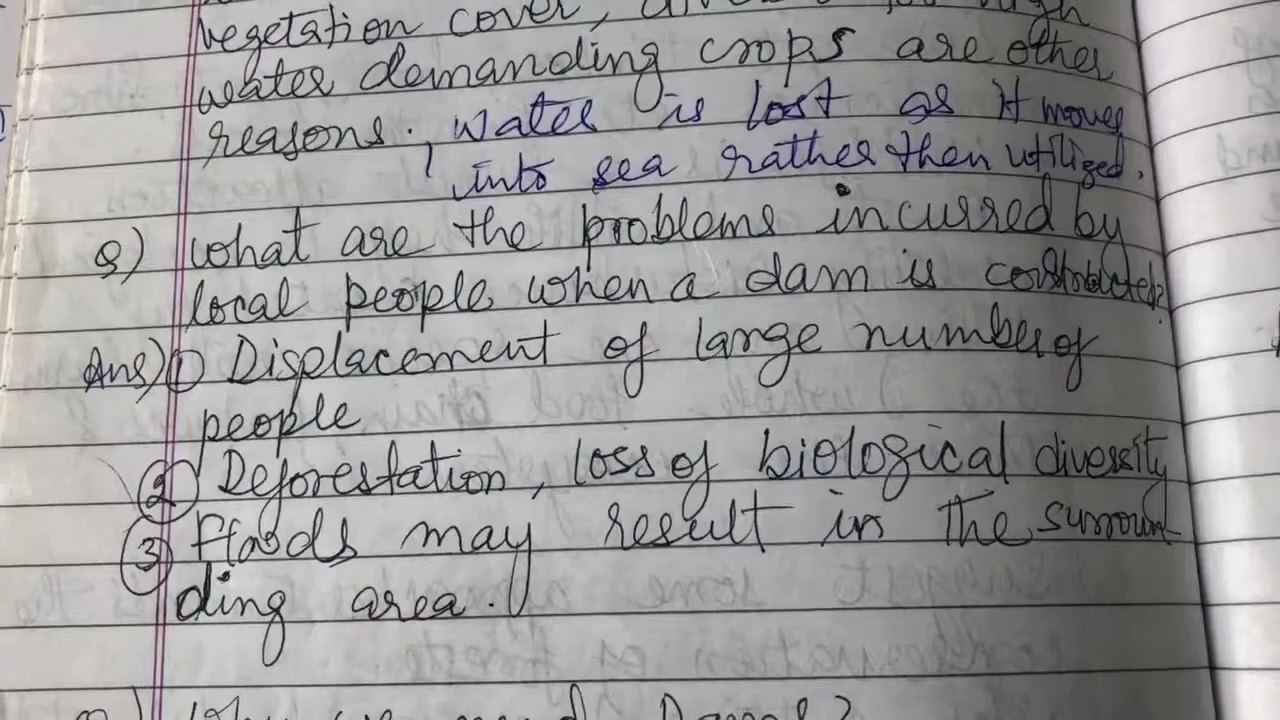 vegetation cover,
water demanding crops are other
reasons. , water is lost as it moves
into sea rather then utilized.
Q) What are the problems incurred by
local people when a dam is
Ans) ① Displacement of large number of
people
② Deforestation, loss of biological diversity
③ Floods may result in the surroun
ding area.